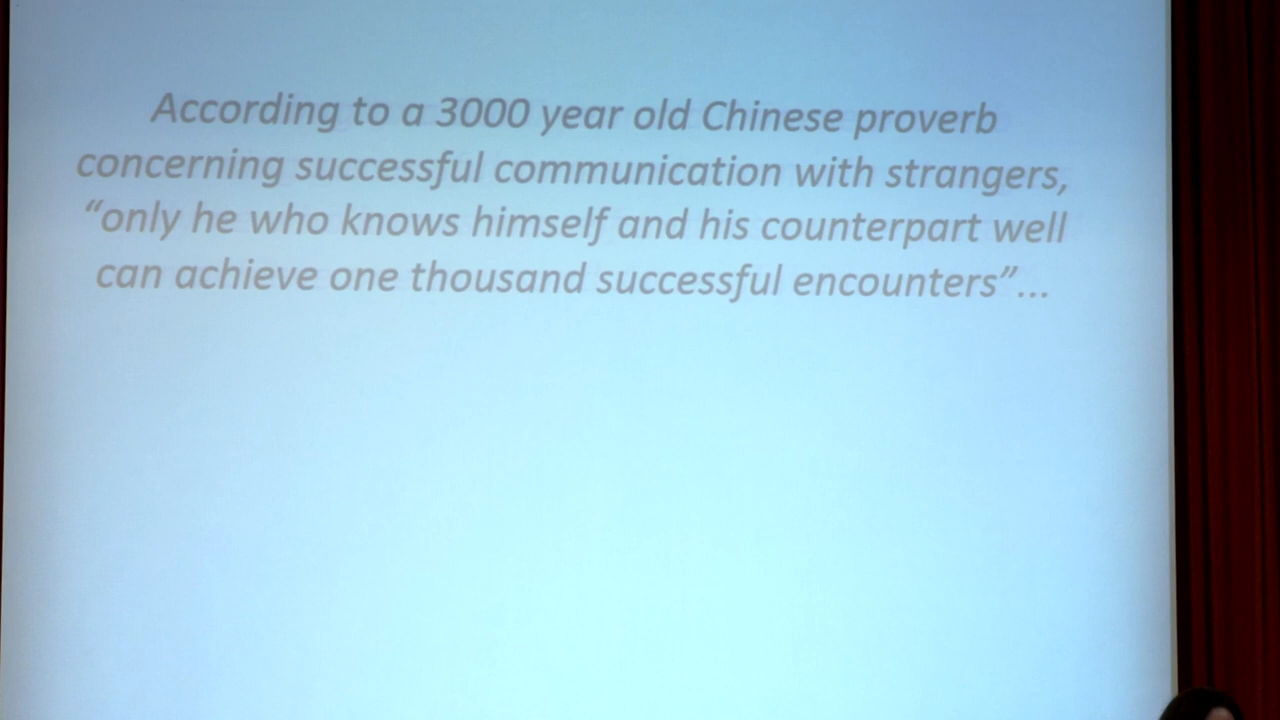 According to a 3000 year old Chinese proverb
concerning successful communication with strangers,
“only he who knows himself and his counterpart well
can achieve one thousand successful encounters”...